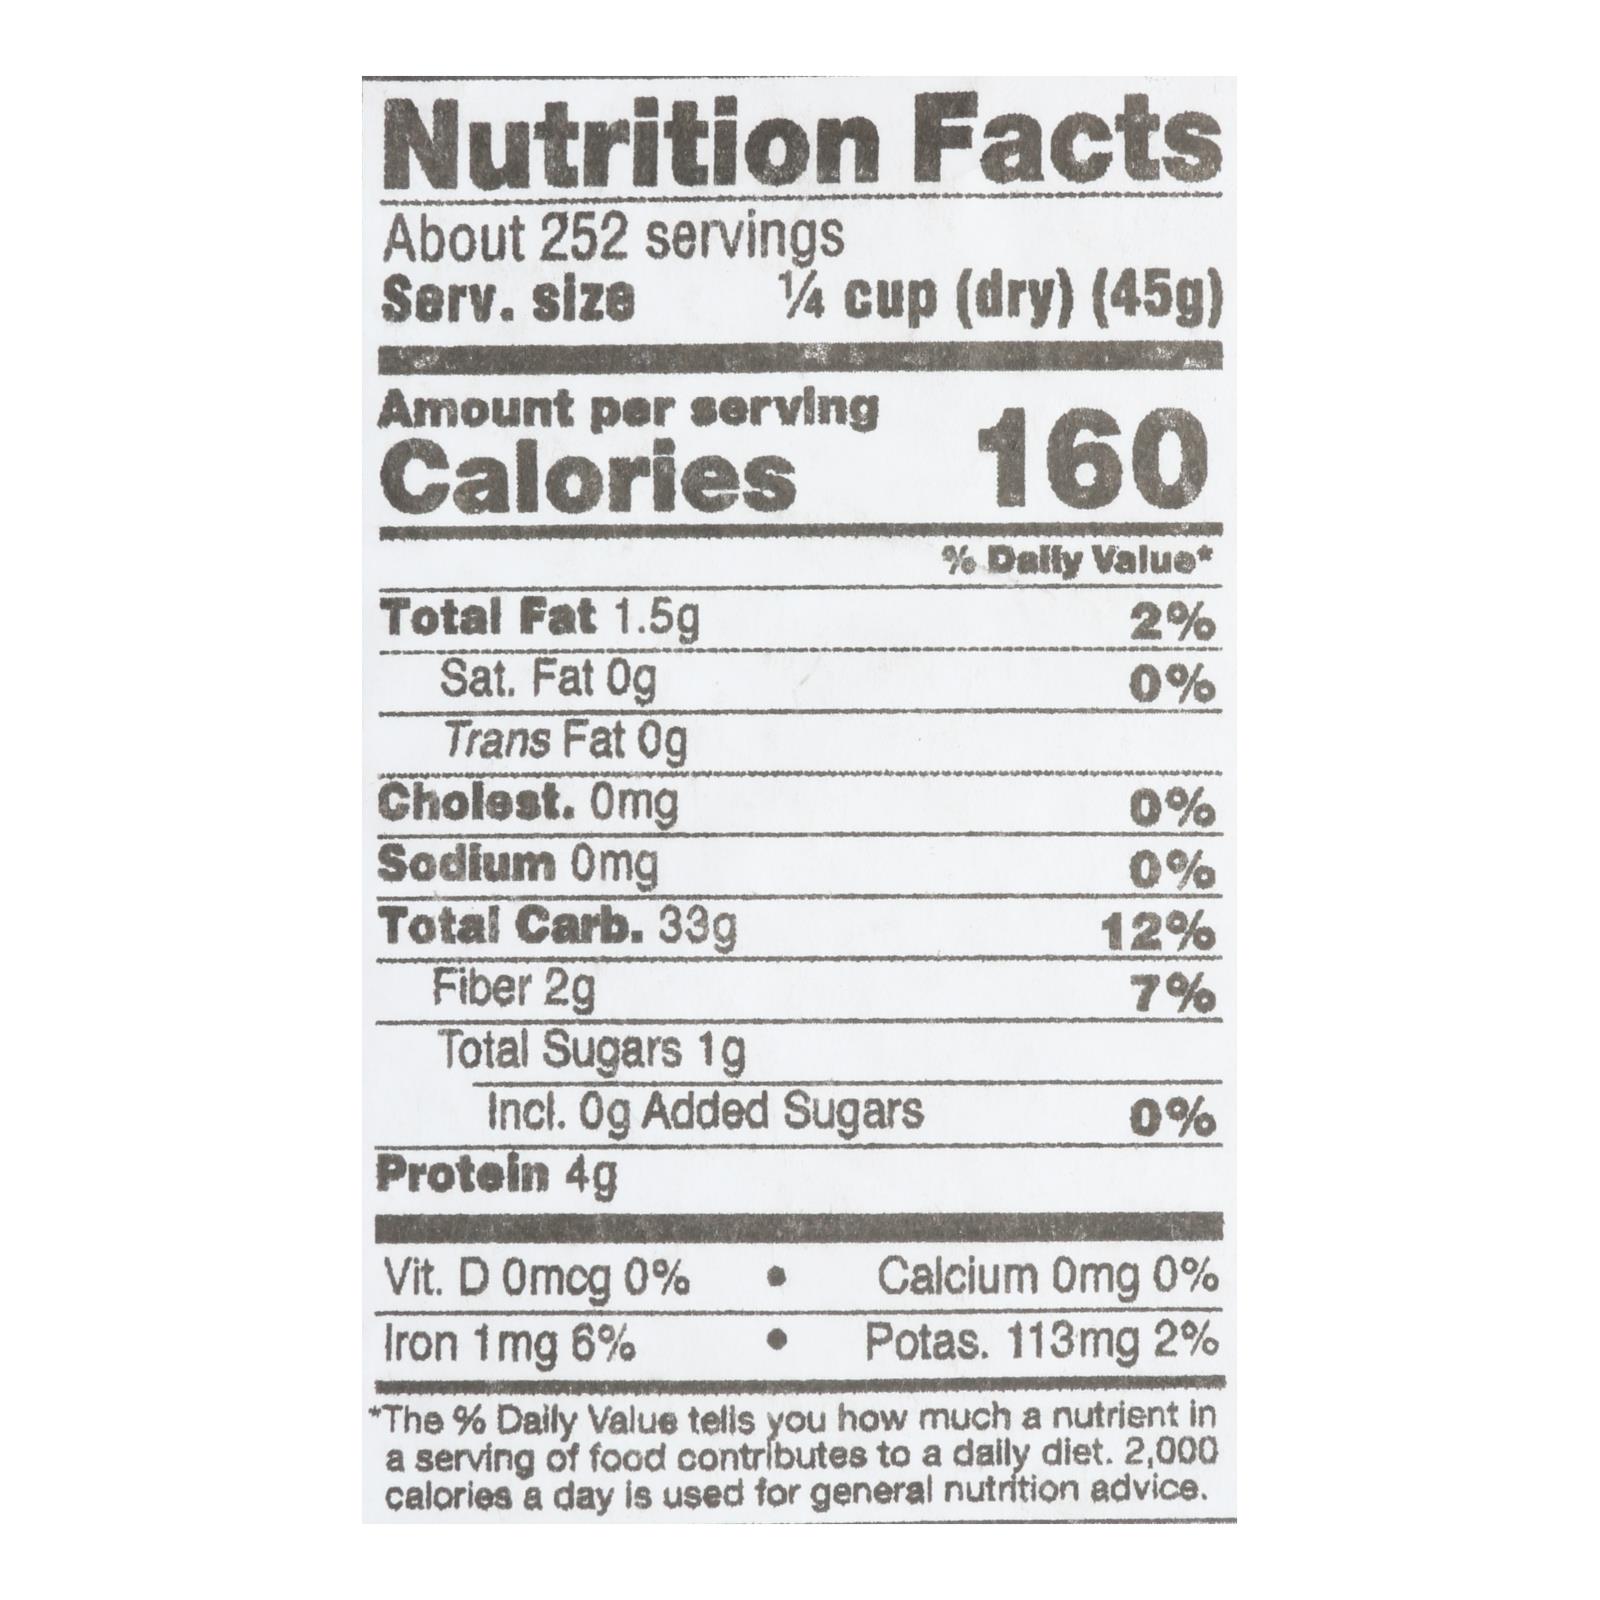 Nutrition Facts
About 252 servings
Serv. size ¼ cup (dry) (45g)
Amount per serving
Calories 160
% Daily Value*
Total Fat 1.5g 2%
Sat. Fat 0g 0%
Trans Fat 0g
Cholest. 0mg 0%
Sodium 0mg 0%
Total Carb. 33g 12%
Fiber 2g 7%
Total Sugars 1g
Incl. 0g Added Sugars 0%
Protein 4g
Vit. D 0mcg 0% • Calcium 0mg 0%
Iron 1mg 6% • Potas. 113mg 2%
*The % Daily Value tells you how much a nutrient in
a serving of food contributes to a daily diet. 2,000
calories a day is used for general nutrition advice.